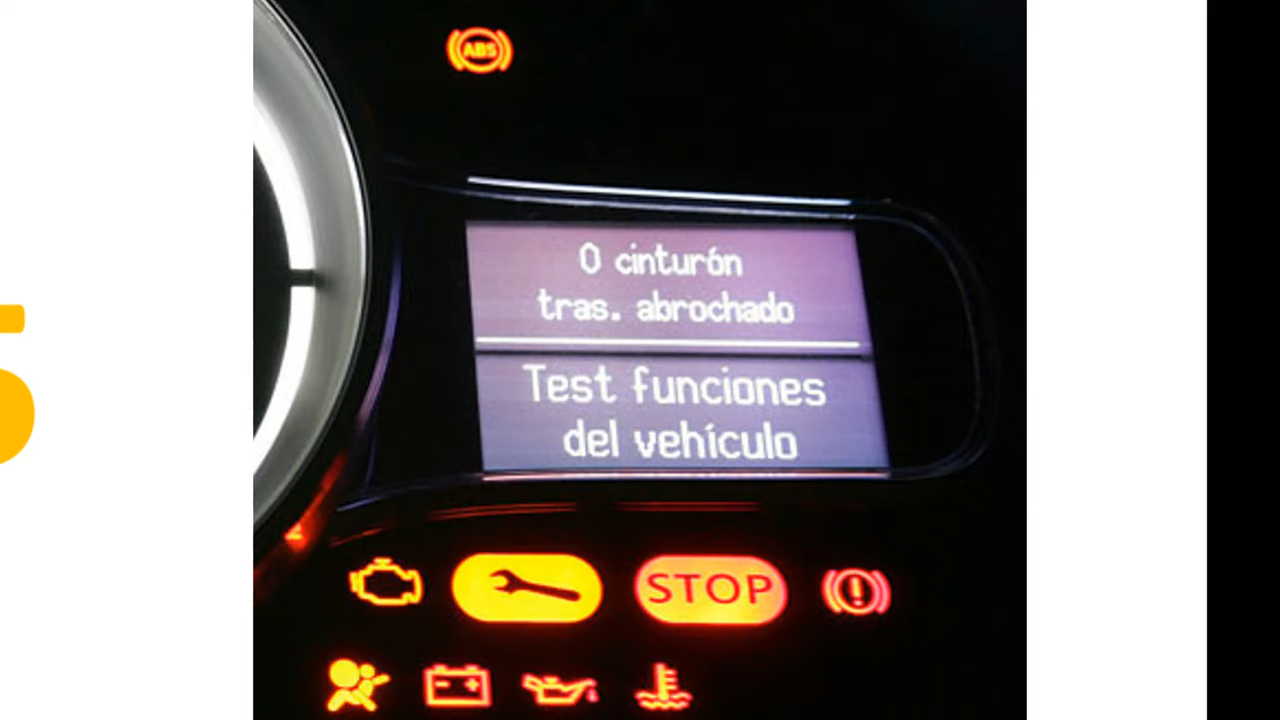 ABS
0 cinturón
tras. abrochado
Test funciones
del vehículo
STOP